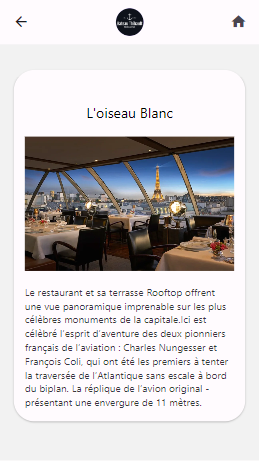 L'oiseau Blanc
Le restaurant et sa terrasse Rooftop offrent
une vue panoramique imprenable sur les plus
célèbres monuments de la capitale.Ici est
célébré l'esprit d'aventure des deux pionniers
français de l'aviation : Charles Nungesser et
François Coli, qui ont été les premiers à tenter
la traversée de l'Atlantique sans escale à bord
du biplan. La réplique de l'avion original -
présentant une envergure de 11 mètres.